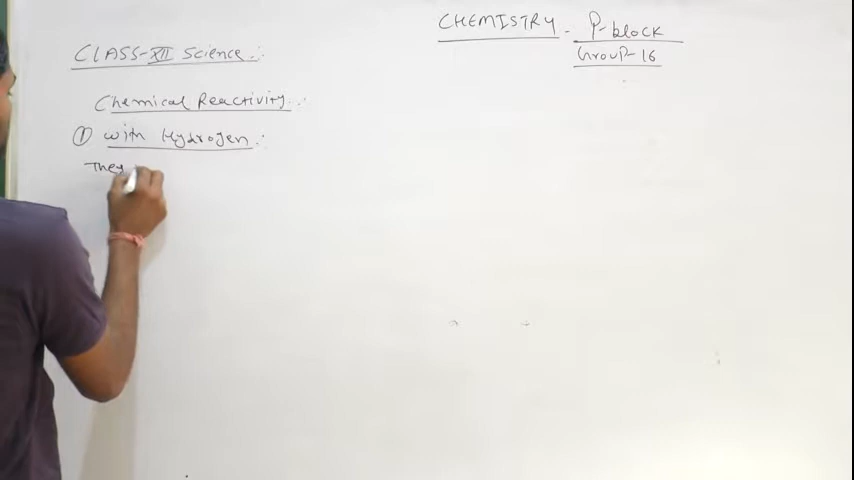 CHEMISTRY - P-block
Group-16
CLASS-XII Science:
Chemical Reactivity:
① with Hydrogen:
They